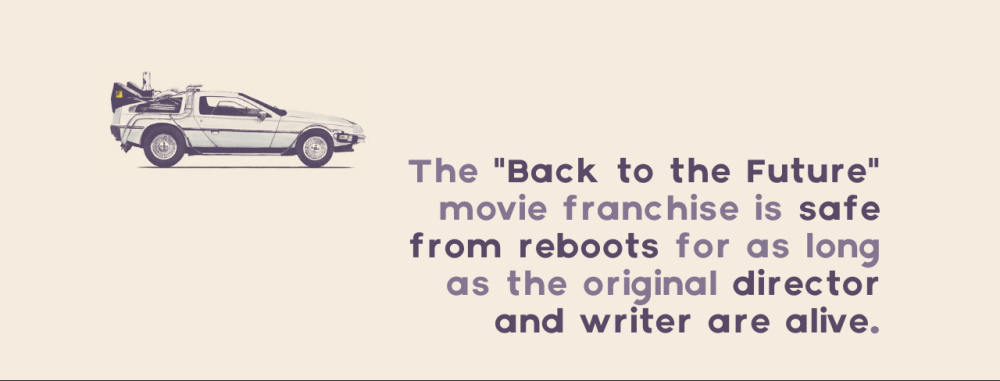 The "Back to the Future"
movie franchise is safe
from reboots for as long
as the original director
and writer are alive.